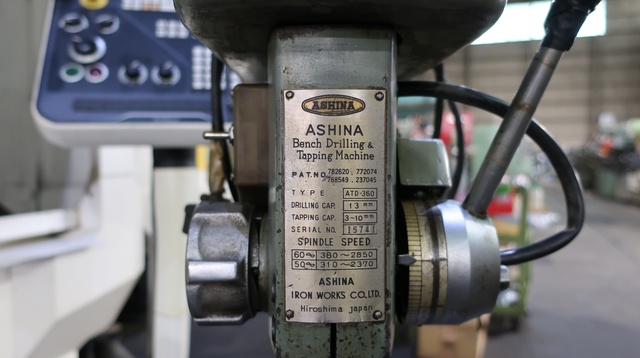 ASHINA
ASHINA
Bench Drilling &
Tapping Machine
PAT.NO. 782620 . 772074
768549 . 237045
TYPE ATD-360
DRILLING CAP. 13 mm
TAPPING CAP. 3~10 mm
SERIAL NO. 1574
SPINDLE SPEED
60~ 380~2850
50~ 310~2370
ASHINA
IRON WORKS CO.LTD.
Hiroshima japan